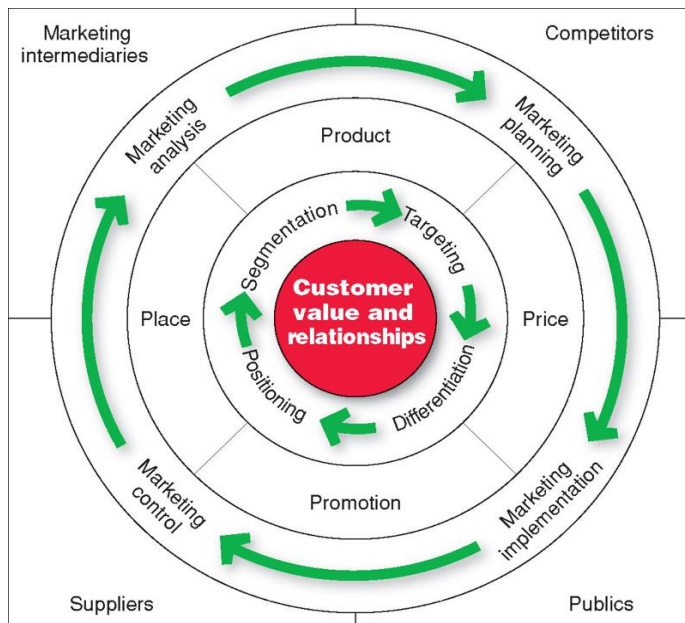 Marketing
intermediaries
Competitors
Marketing
analysis
Marketing
planning
Product
Segmentation
Targeting
Customer
value and
relationships
Place
Price
Positioning
Differentiation
Promotion
Marketing
control
Marketing
implementation
Suppliers
Publics